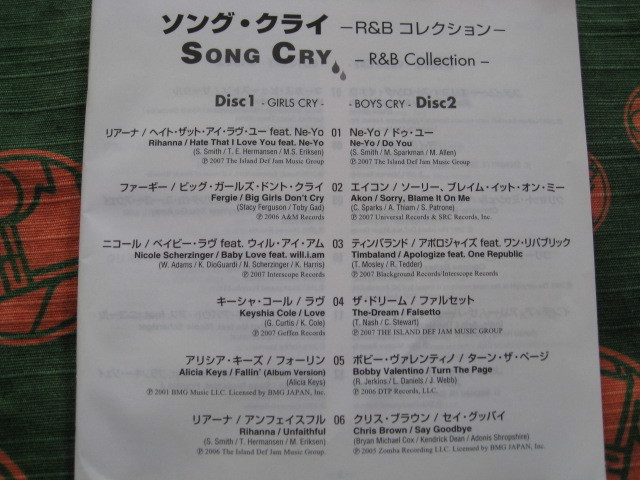 ソング・クライ －R&B コレクション－
SONG CRY － R&B Collection －
Disc1 - GIRLS CRY -
リアーナ / ヘイト・ザット・アイ・ラヴ・ユー feat. Ne-Yo 01
Rihanna / Hate That I Love You feat. Ne-Yo
(S. Smith / T. E. Hermansen / M.S. Eriksen)
Ⓟ2007 The Island Def Jam Music Group
ファーギー / ビッグ・ガールズ・ドント・クライ 02
Fergie / Big Girls Don't Cry
(Stacy Ferguson / Toby Gad)
Ⓟ2006 A&M Records
ニコール / ベイビー・ラヴ feat. ウィル・アイ・アム 03
Nicole Scherzinger / Baby Love feat. will.i.am
(W. Adams / K. DioGuardi / N. Scherzinger / K. Harris)
Ⓟ2007 Interscope Records
キーシャ・コール / ラヴ 04
Keyshia Cole / Love
(G. Curtis / K. Cole)
Ⓟ2007 Geffen Records
アリシア・キーズ / フォーリン 05
Alicia Keys / Fallin' (Album Version)
(Alicia Keys)
Ⓟ2001 BMG Music LLC. Licensed by BMG JAPAN, Inc.
リアーナ / アンフェイスフル 06
Rihanna / Unfaithful
(S. Smith / T. Hermansen / M. Eriksen)
Ⓟ2006 The Island Def Jam Music Group
- BOYS CRY - Disc2
Ne-Yo / ドゥ・ユー
Ne-Yo / Do You
(S. Smith / M. Sparkman / M. Allen)
Ⓟ2007 The Island Def Jam Music Group
エイコン / ソーリー、ブレイム・イット・オン・ミー
Akon / Sorry, Blame It On Me
(C. Sparks / A. Thiam / S. Patrone)
Ⓟ2007 Universal Records & SRC Records, Inc.
ティンバランド / アポロジャイズ feat. ワン・リパブリック
Timbaland / Apologize feat. One Republic
(T. Mosley / R. Tedder)
Ⓟ2007 Blackground Records/Interscope Records
ザ・ドリーム / ファルセット
The-Dream / Falsetto
(T. Nash / C. Stewart)
Ⓟ2007 THE ISLAND DEF JAM MUSIC GROUP
ボビー・ヴァレンティノ / ターン・ザ・ページ
Bobby Valentino / Turn The Page
(R. Jerkins / L. Daniels / J. Webb)
Ⓟ2006 DTP Records, LLC.
クリス・ブラウン / セイ・グッバイ
Chris Brown / Say Goodbye
(Bryan Michael Cox / Kendrick Dean / Adonis Shropshire)
Ⓟ2005 Zomba Recording LLC. Licensed by BMG JAPAN, Inc.